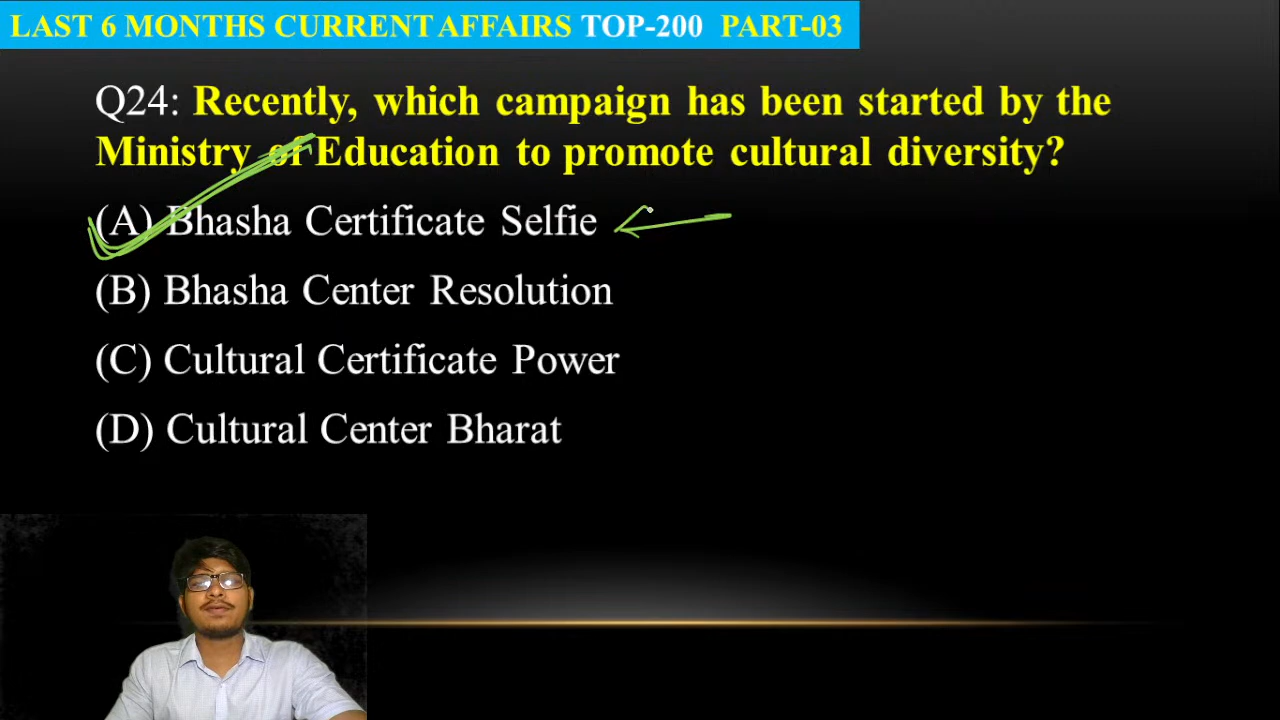 LAST 6 MONTHS CURRENT AFFAIRS TOP-200 PART-03
Q24: Recently, which campaign has been started by the
Ministry of Education to promote cultural diversity?
(A) Bhasha Certificate Selfie
(B) Bhasha Center Resolution
(C) Cultural Certificate Power
(D) Cultural Center Bharat